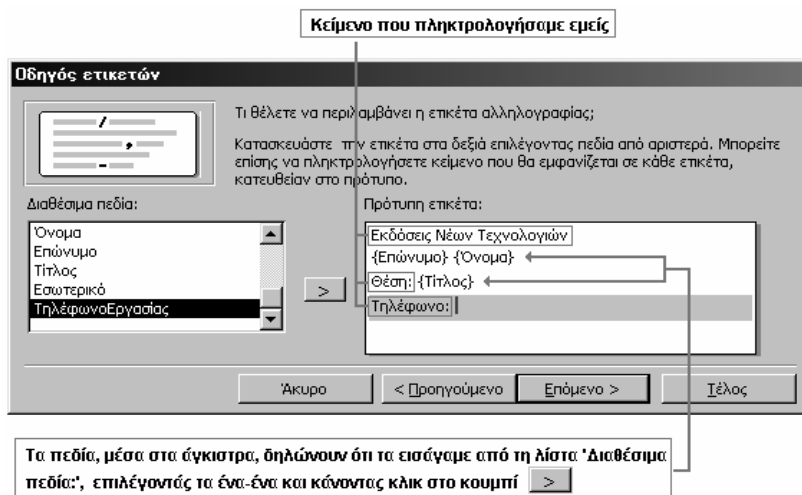 Κείμενο που πληκτρολογήσαμε εμείς
Οδηγός ετικετών
Τι θέλετε να περιλαμβάνει η ετικέτα αλληλογραφίας;
Κατασκευάστε την ετικέτα στα δεξιά επιλέγοντας πεδία από αριστερά. Μπορείτε
επίσης να πληκτρολογήσετε κείμενο που θα εμφανίζεται σε κάθε ετικέτα,
κατευθείαν στο πρότυπο.
Διαθέσιμα πεδία:
Όνομα
Επώνυμο
Τίτλος
Εσωτερικό
ΤηλέφωνοΕργασίας
>
Πρότυπη ετικέτα:
Εκδόσεις Νέων Τεχνολογιών
{Επώνυμο} {Όνομα}
Θέση: {Τίτλος}
Τηλέφωνο:
Άκυρο
< Προηγούμενο
Επόμενο >
Τέλος
Τα πεδία, μέσα στα άγκιστρα, δηλώνουν ότι τα εισάγαμε από τη λίστα 'Διαθέσιμα
πεδία:', επιλέγοντάς τα ένα-ένα και κάνοντας κλικ στο κουμπί >